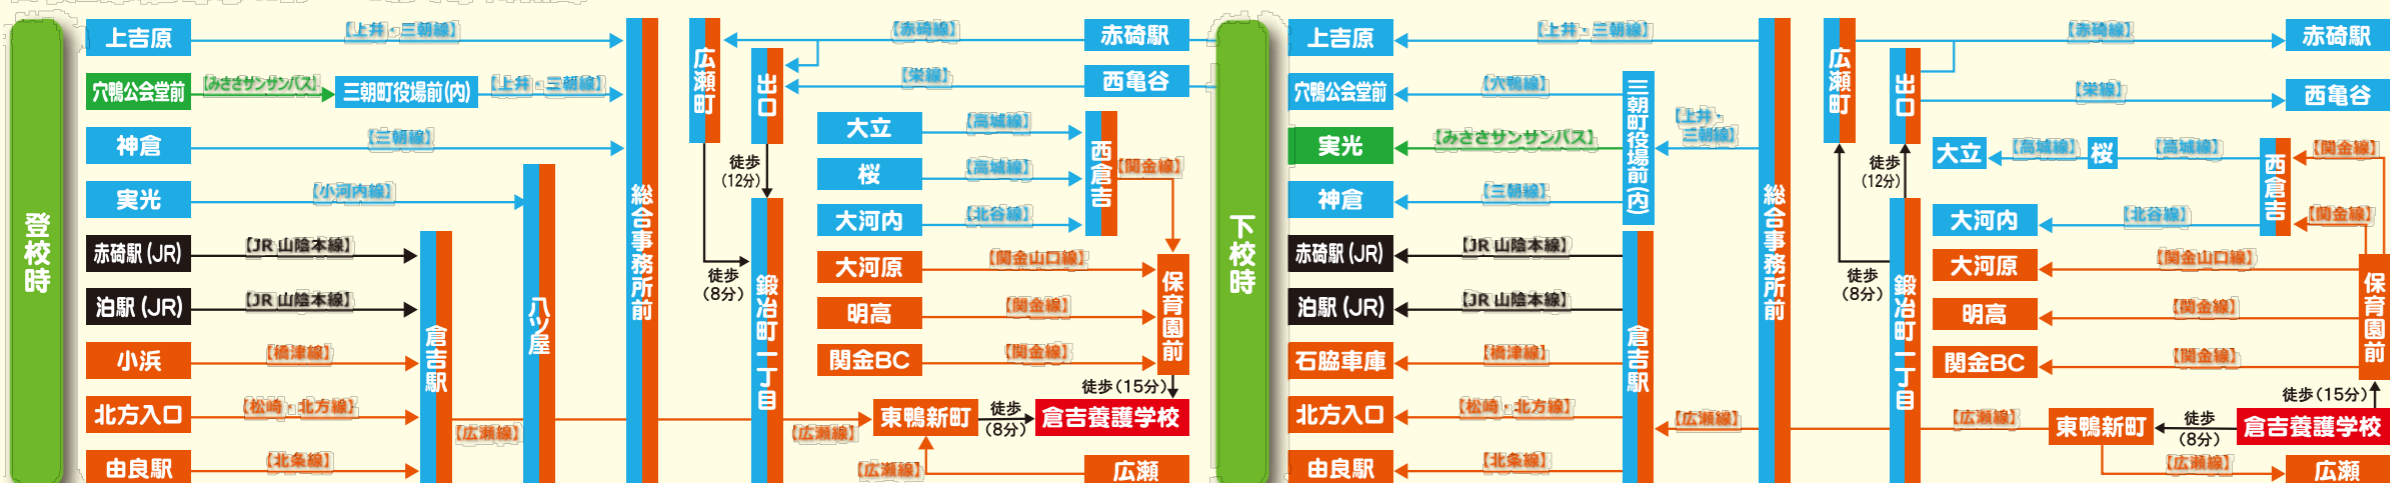 登校時
上吉原
【上井・三朝線】
穴鴨公会堂前
【みささサンサンバス】
三朝町役場前(内)
【上井・三朝線】
神倉
【三朝線】
実光
【小河内線】
赤碕駅(JR)
【JR 山陰本線】
泊駅(JR)
【JR 山陰本線】
小浜
【橋津線】
北方入口
【松崎・北方線】
由良駅
【北条線】
倉吉駅
【広瀬線】
八ツ屋
総合事務所前
広瀬町
出口
【赤碕線】
赤碕駅
【栄線】
西亀谷
徒歩
(12分)
徒歩
(8分)
鍛冶町一丁目
大立
【高城線】
桜
【高城線】
大河内
【北谷線】
西倉吉
【関金線】
大河原
【関金山口線】
明高
【関金線】
関金BC
【関金線】
保育園前
徒歩(15分)
【広瀬線】
東鴨新町
徒歩
(8分)
倉吉養護学校
【広瀬線】
広瀬
下校時
上吉原
【上井・三朝線】
穴鴨公会堂前
【穴鴨線】
実光
【みささサンサンバス】
神倉
【三朝線】
三朝町役場前(内)
【上井・
三朝線】
赤碕駅(JR)
【JR 山陰本線】
泊駅(JR)
【JR 山陰本線】
石脇車庫
【橋津線】
北方入口
【松崎・北方線】
由良駅
【北条線】
倉吉駅
【広瀬線】
総合事務所前
広瀬町
出口
【赤碕線】
赤碕駅
【栄線】
西亀谷
徒歩
(12分)
徒歩
(8分)
鍛冶町一丁目
大立
【高城線】
桜
【高城線】
西倉吉
【関金線】
大河内
【北谷線】
【関金線】
大河原
【関金山口線】
明高
【関金線】
関金BC
【関金線】
保育園前
徒歩(15分)
【広瀬線】
東鴨新町
徒歩
(8分)
倉吉養護学校
【広瀬線】
広瀬